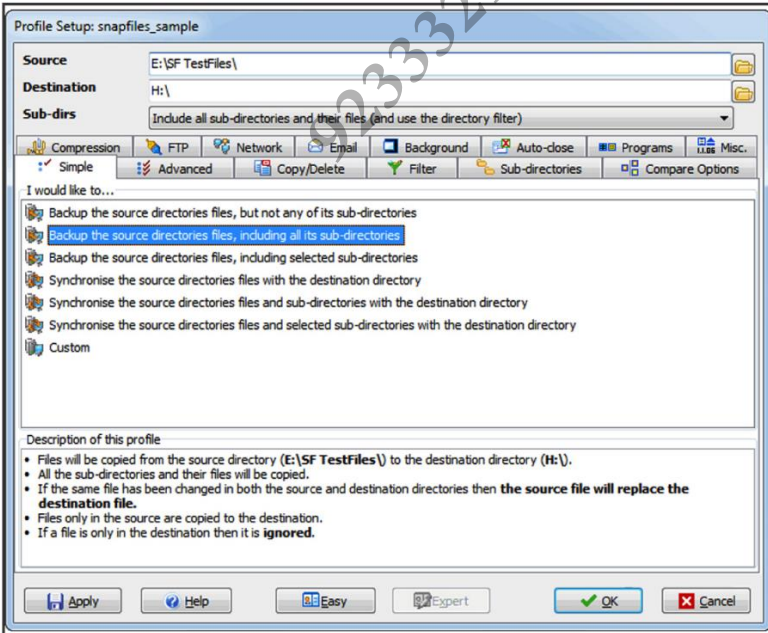 Profile Setup: snapfiles_sample
Source
E:\SF TestFiles\
Destination
H:\
Sub-dirs
Include all sub-directories and their files (and use the directory filter)
Compression FTP Network Email Background Auto-close Programs Misc.
Simple Advanced Copy/Delete Filter Sub-directories Compare Options
I would like to...
Backup the source directories files, but not any of its sub-directories
Backup the source directories files, including all its sub-directories
Backup the source directories files, including selected sub-directories
Synchronise the source directories files with the destination directory
Synchronise the source directories files and sub-directories with the destination directory
Synchronise the source directories files and selected sub-directories with the destination directory
Custom
Description of this profile
• Files will be copied from the source directory (E:\SF TestFiles\) to the destination directory (H:\).
• All the sub-directories and their files will be copied.
• If the same file has been changed in both the source and destination directories then the source file will replace the
destination file.
• Files only in the source are copied to the destination.
• If a file is only in the destination then it is ignored.
Apply Help Easy Expert OK Cancel